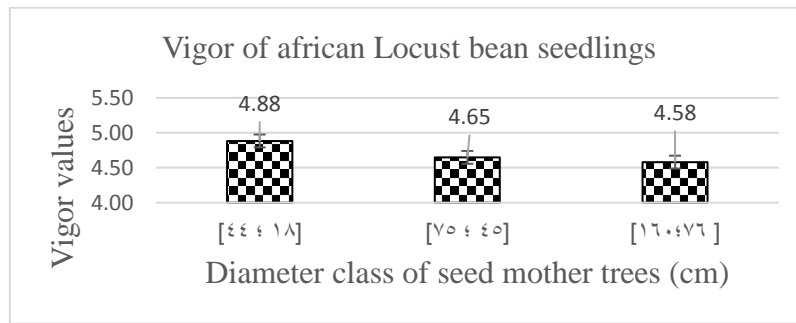 Vigor of african Locust bean seedlings
Vigor values
5.50
5.00
4.50
4.00
4.88
4.65
4.58
[٤٤ ؛ ١٨]
[٧٥ ؛ ٤٥]
[١٦٠؛٧٦ ]
Diameter class of seed mother trees (cm)